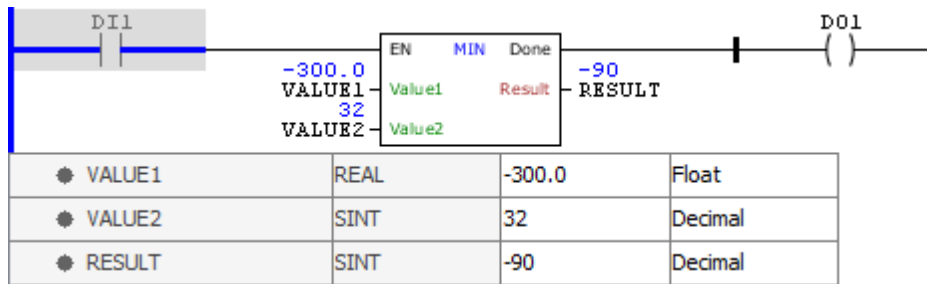 DI1 DO1
EN MIN Done
-300.0 -90
VALUE1 Value1 Result RESULT
32
VALUE2 Value2
VALUE1 REAL -300.0 Float
VALUE2 SINT 32 Decimal
RESULT SINT -90 Decimal